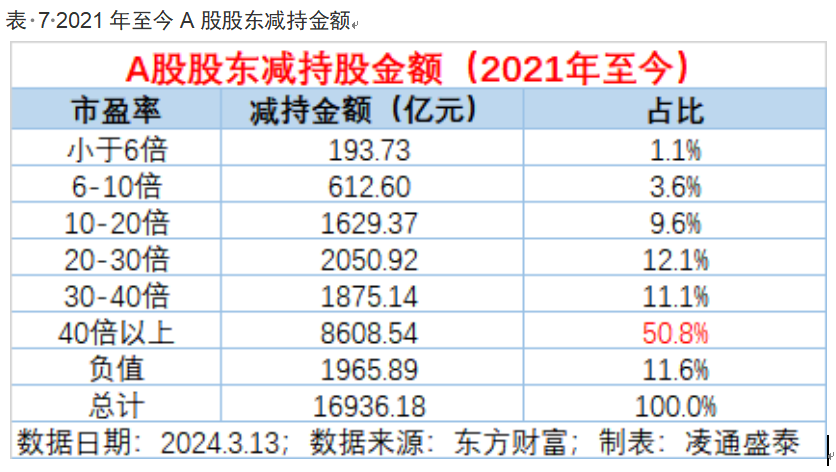 表 7 2021 年至今 A 股股东减持金额
A股股东减持股金额（2021年至今）
市盈率 减持金额（亿元） 占比
小于6倍 193.73 1.1%
6-10倍 612.60 3.6%
10-20倍 1629.37 9.6%
20-30倍 2050.92 12.1%
30-40倍 1875.14 11.1%
40倍以上 8608.54 50.8%
负值 1965.89 11.6%
总计 16936.18 100.0%
数据日期：2024.3.13；数据来源：东方财富；制表：凌通盛泰